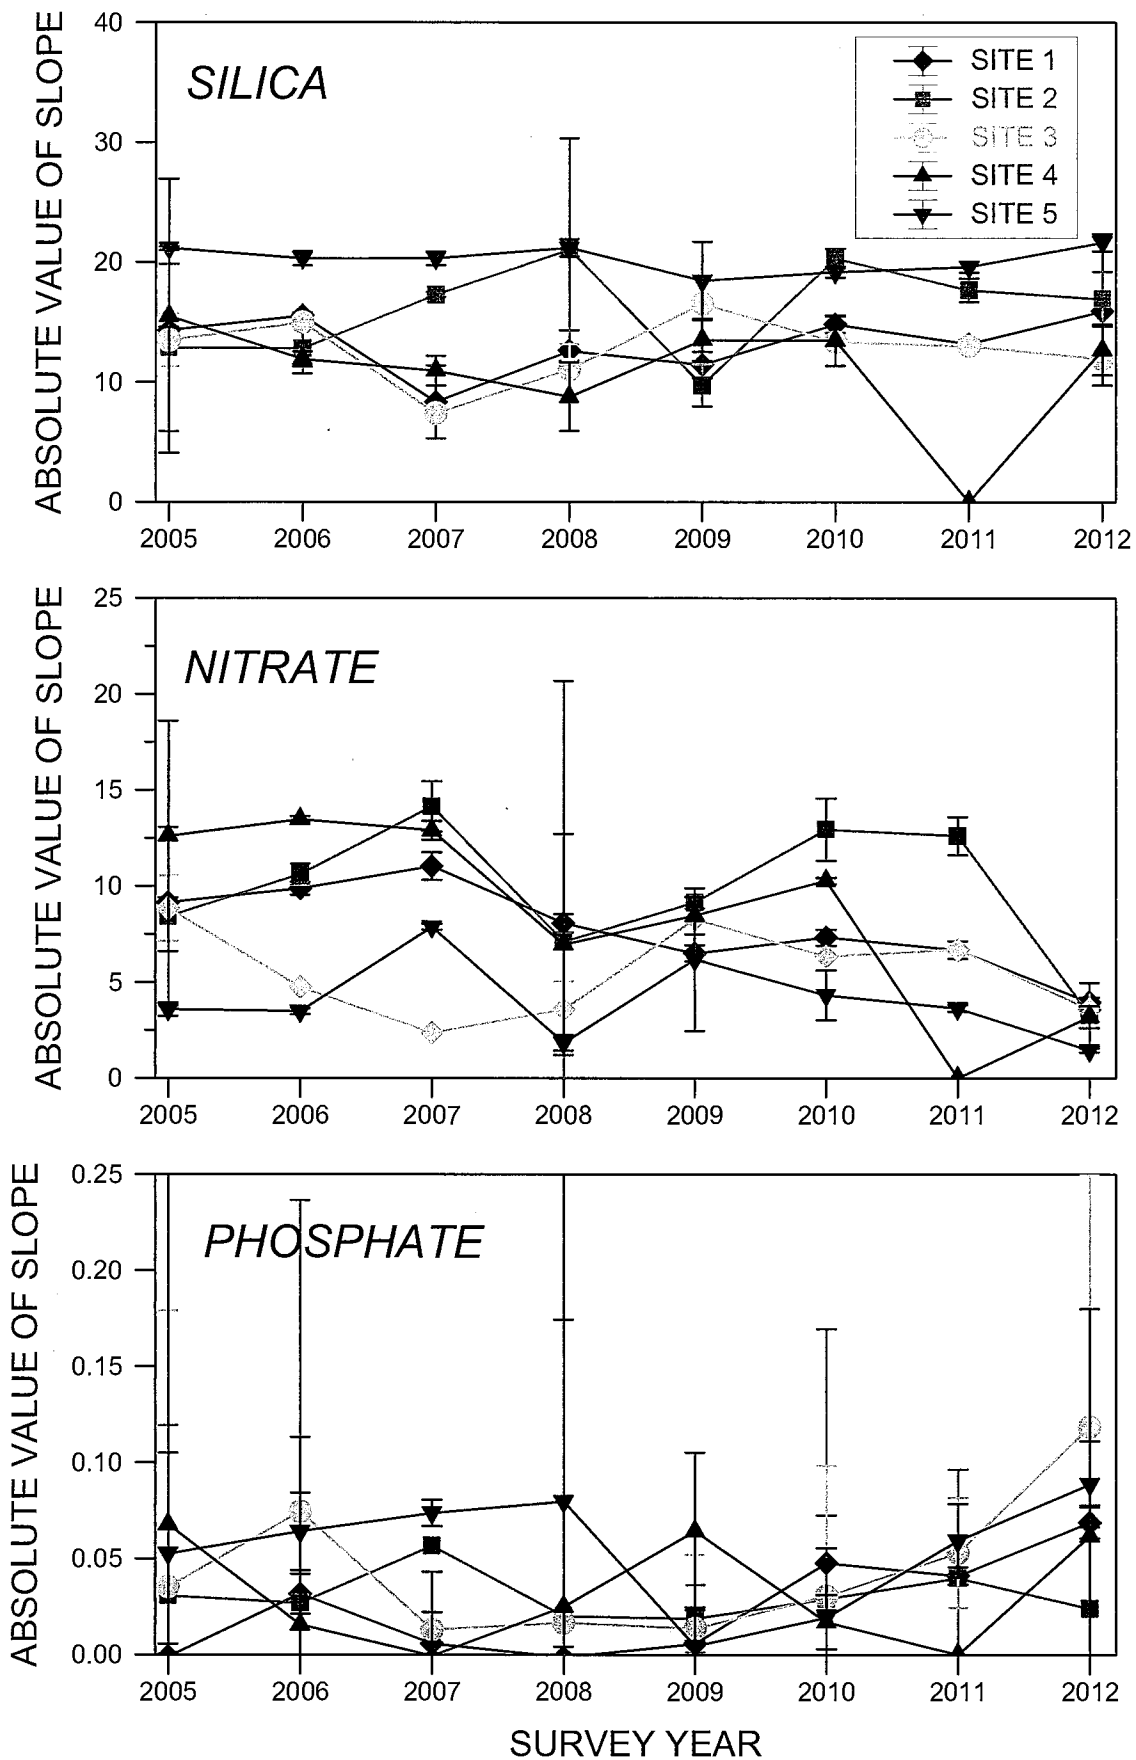 ABSOLUTE VALUE OF SLOPE
40
30
20
10
0
SILICA
SITE 1
SITE 2
SITE 3
SITE 4
SITE 5
2005 2006 2007 2008 2009 2010 2011 2012
ABSOLUTE VALUE OF SLOPE
25
20
15
10
5
0
NITRATE
2005 2006 2007 2008 2009 2010 2011 2012
ABSOLUTE VALUE OF SLOPE
0.25
0.20
0.15
0.10
0.05
0.00
PHOSPHATE
2005 2006 2007 2008 2009 2010 2011 2012
SURVEY YEAR